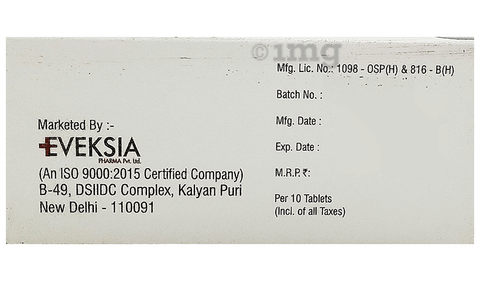 ©1mg
Mfg. Lic. No.: 1098 - OSP(H) & 816 - B(H)
Batch No. :
Mfg. Date :
Exp. Date :
M.R.P. ₹:
Per 10 Tablets
(Incl. of all Taxes)
Marketed By :-
EVEKSIA
PHARMA Pvt. Ltd.
(An ISO 9000:2015 Certified Company)
B-49, DSIIDC Complex, Kalyan Puri
New Delhi - 110091